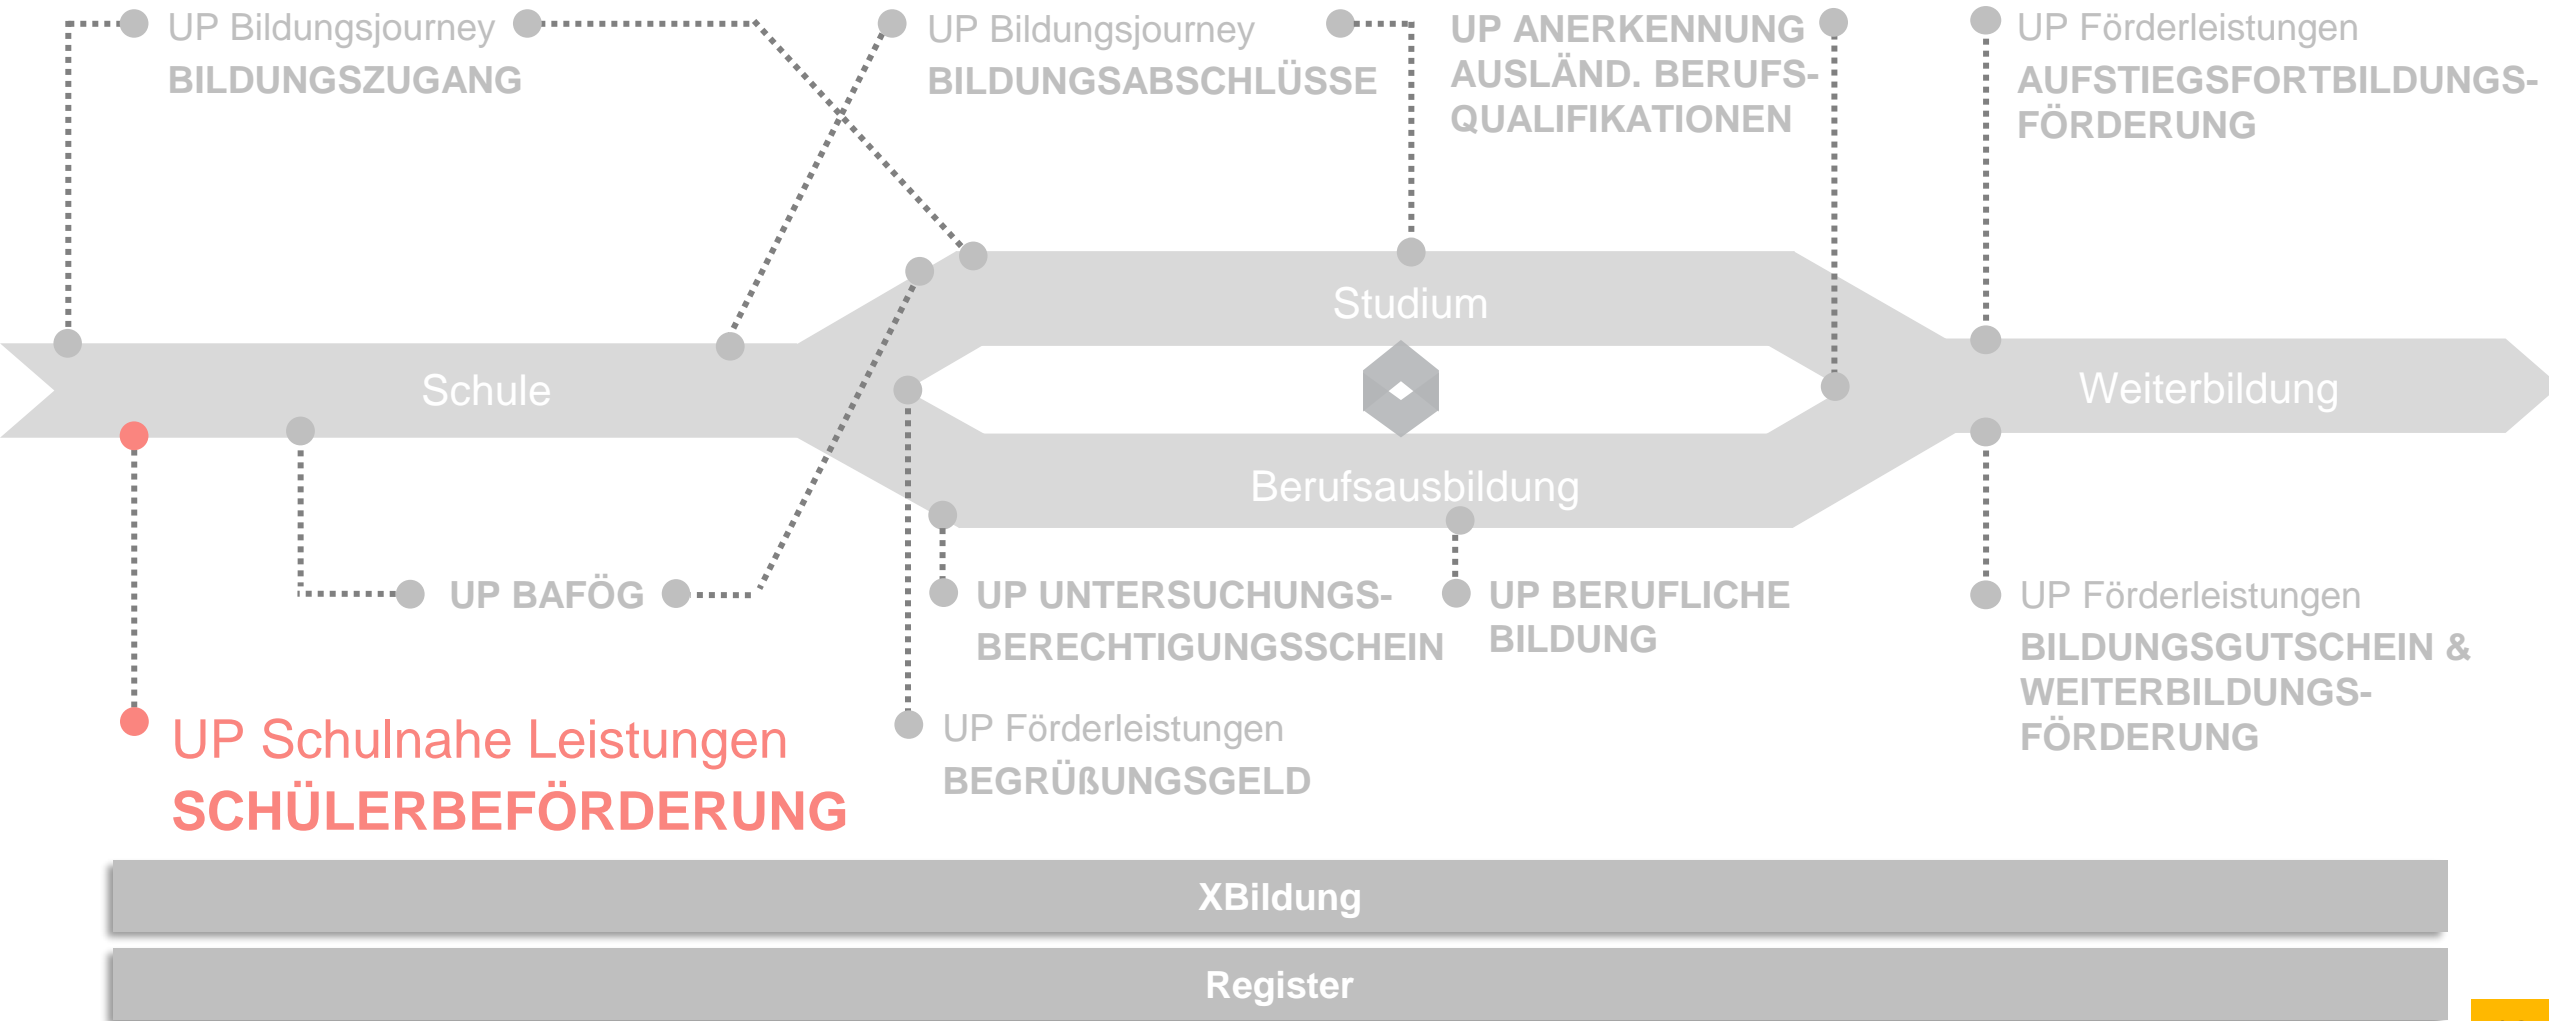 UP Bildungsjourney
BILDUNGSZUGANG
UP Bildungsjourney
BILDUNGSABSCHLÜSSE
UP ANERKENNUNG
AUSLÄND. BERUFS-
QUALIFIKATIONEN
UP Förderleistungen
AUFSTIEGSFORTBILDUNGS-
FÖRDERUNG
Studium
Schule
Weiterbildung
Berufsausbildung
UP BAFÖG
UP UNTERSUCHUNGS-
BERECHTIGUNGSSCHEIN
UP BERUFLICHE
BILDUNG
UP Förderleistungen
BILDUNGSGUTSCHEIN &
WEITERBILDUNGS-
FÖRDERUNG
UP Schulnahe Leistungen
SCHÜLERBEFÖRDERUNG
UP Förderleistungen
BEGRÜßUNGSGELD
XBildung
Register